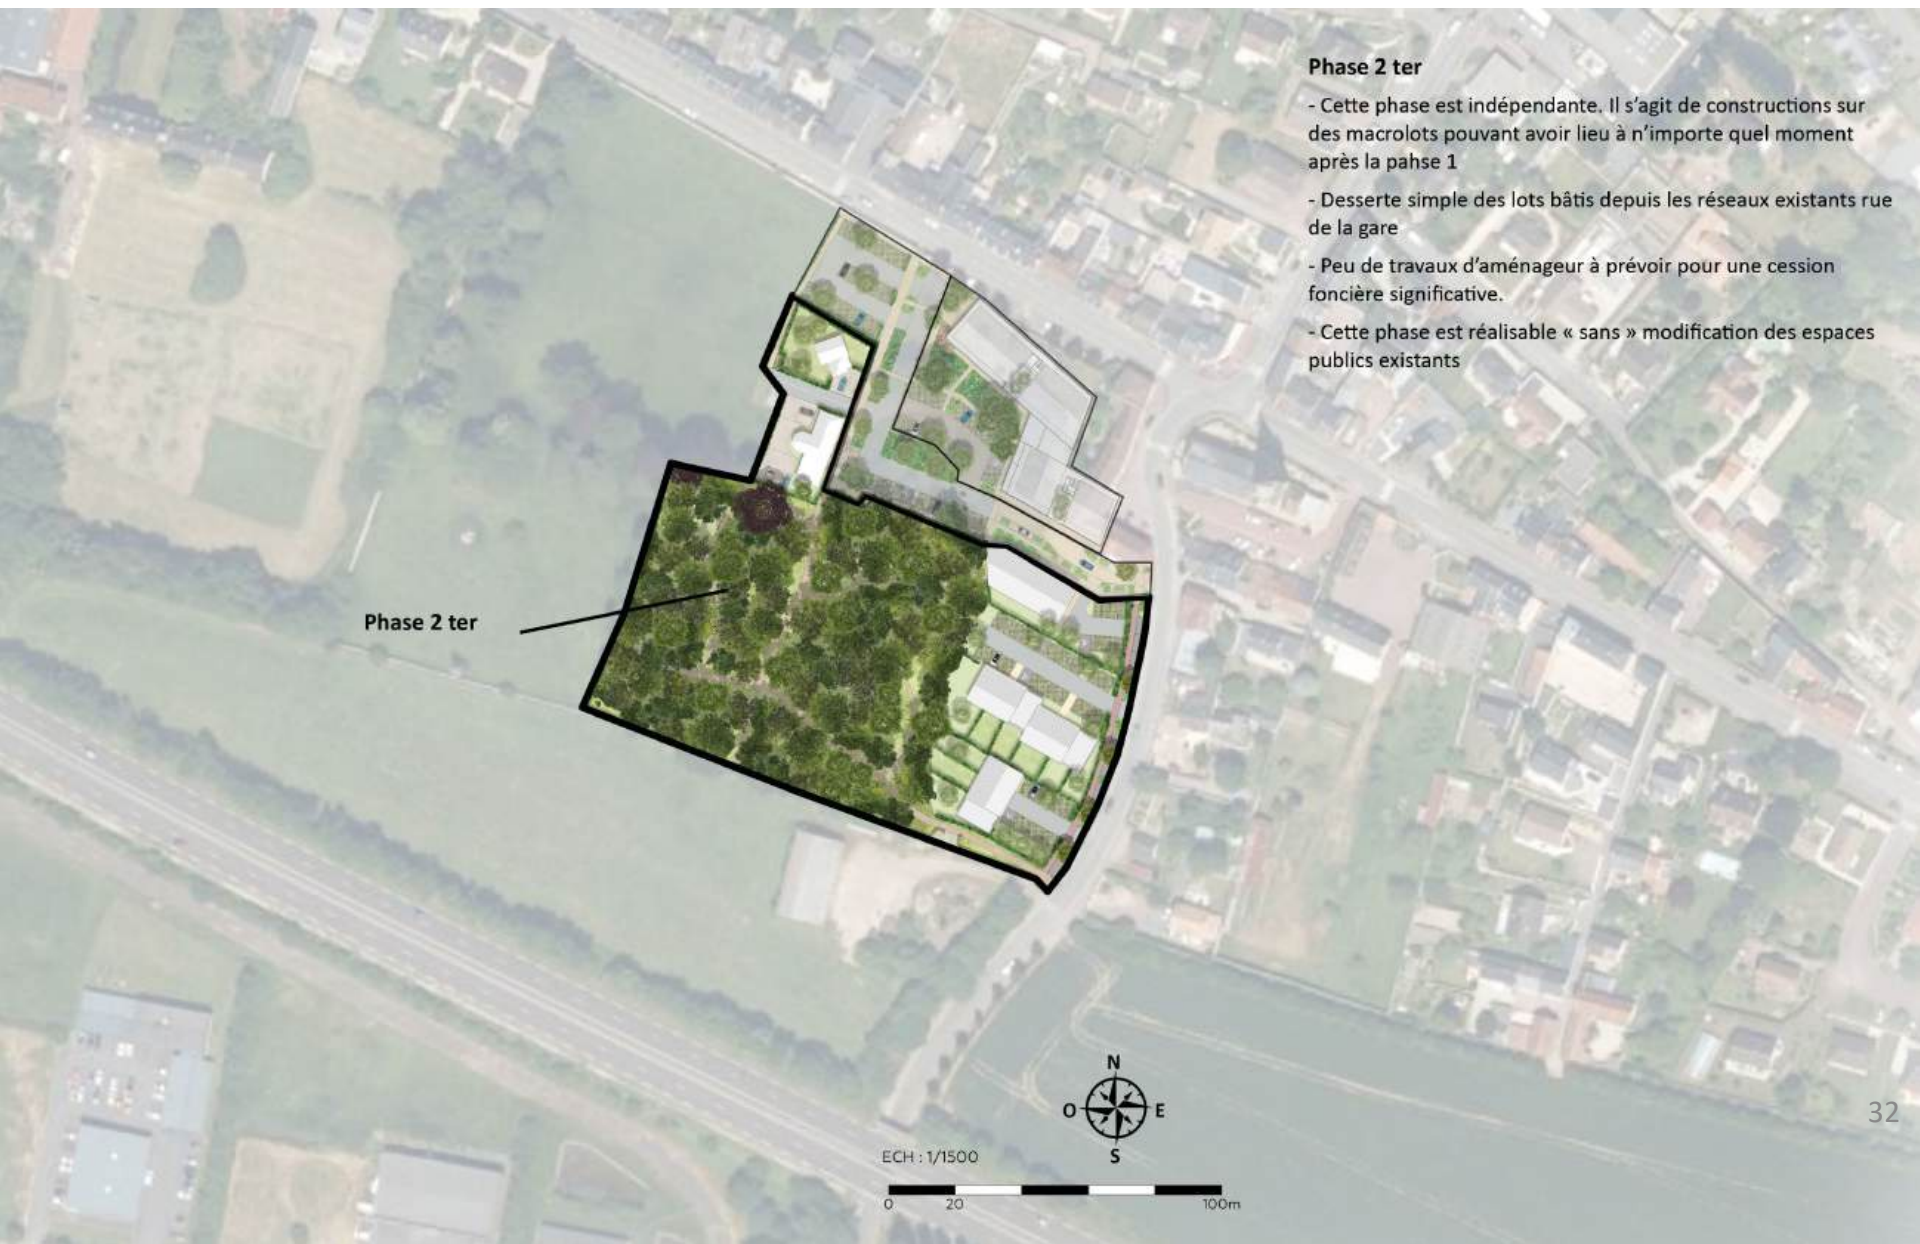 Phase 2 ter
- Cette phase est indépendante. Il s’agit de constructions sur
des macrolots pouvant avoir lieu à n’importe quel moment
après la pahse 1
- Desserte simple des lots bâtis depuis les réseaux existants rue
de la gare
- Peu de travaux d’aménageur à prévoir pour une cession
foncière significative.
- Cette phase est réalisable « sans » modification des espaces
publics existants
Phase 2 ter
N
O
E
S
32
ECH : 1/1500
0
20
100m